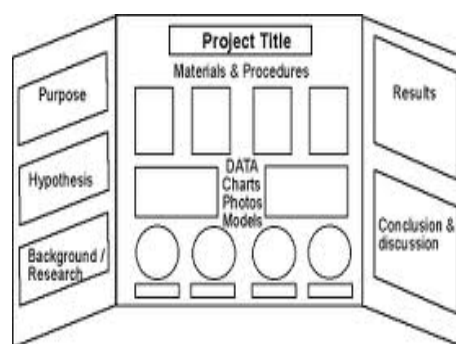 Project Title
Materials & Procedures
Purpose
Hypothesis
Background /
Research
DATA
Charts
Photos
Models
Results
Conclusion &
discussion